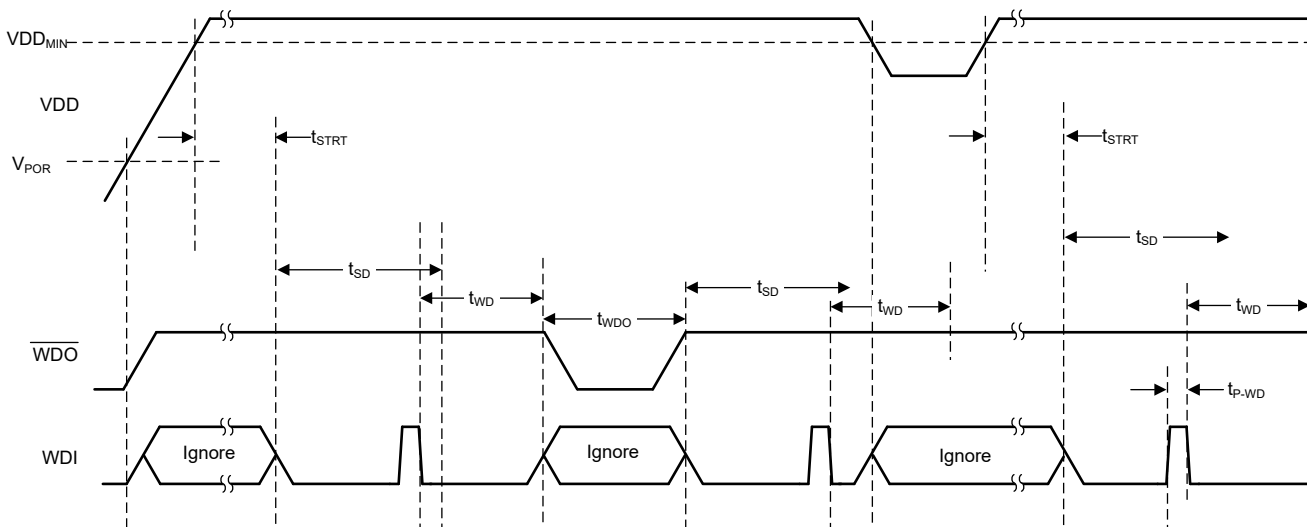 VDD_MIN
VDD
t_STRT
t_STRT
V_POR
t_SD
t_SD
t_SD
t_WD
t_WD
t_WD
t_WDO
WDO
t_P-WD
WDI
Ignore
Ignore
Ignore